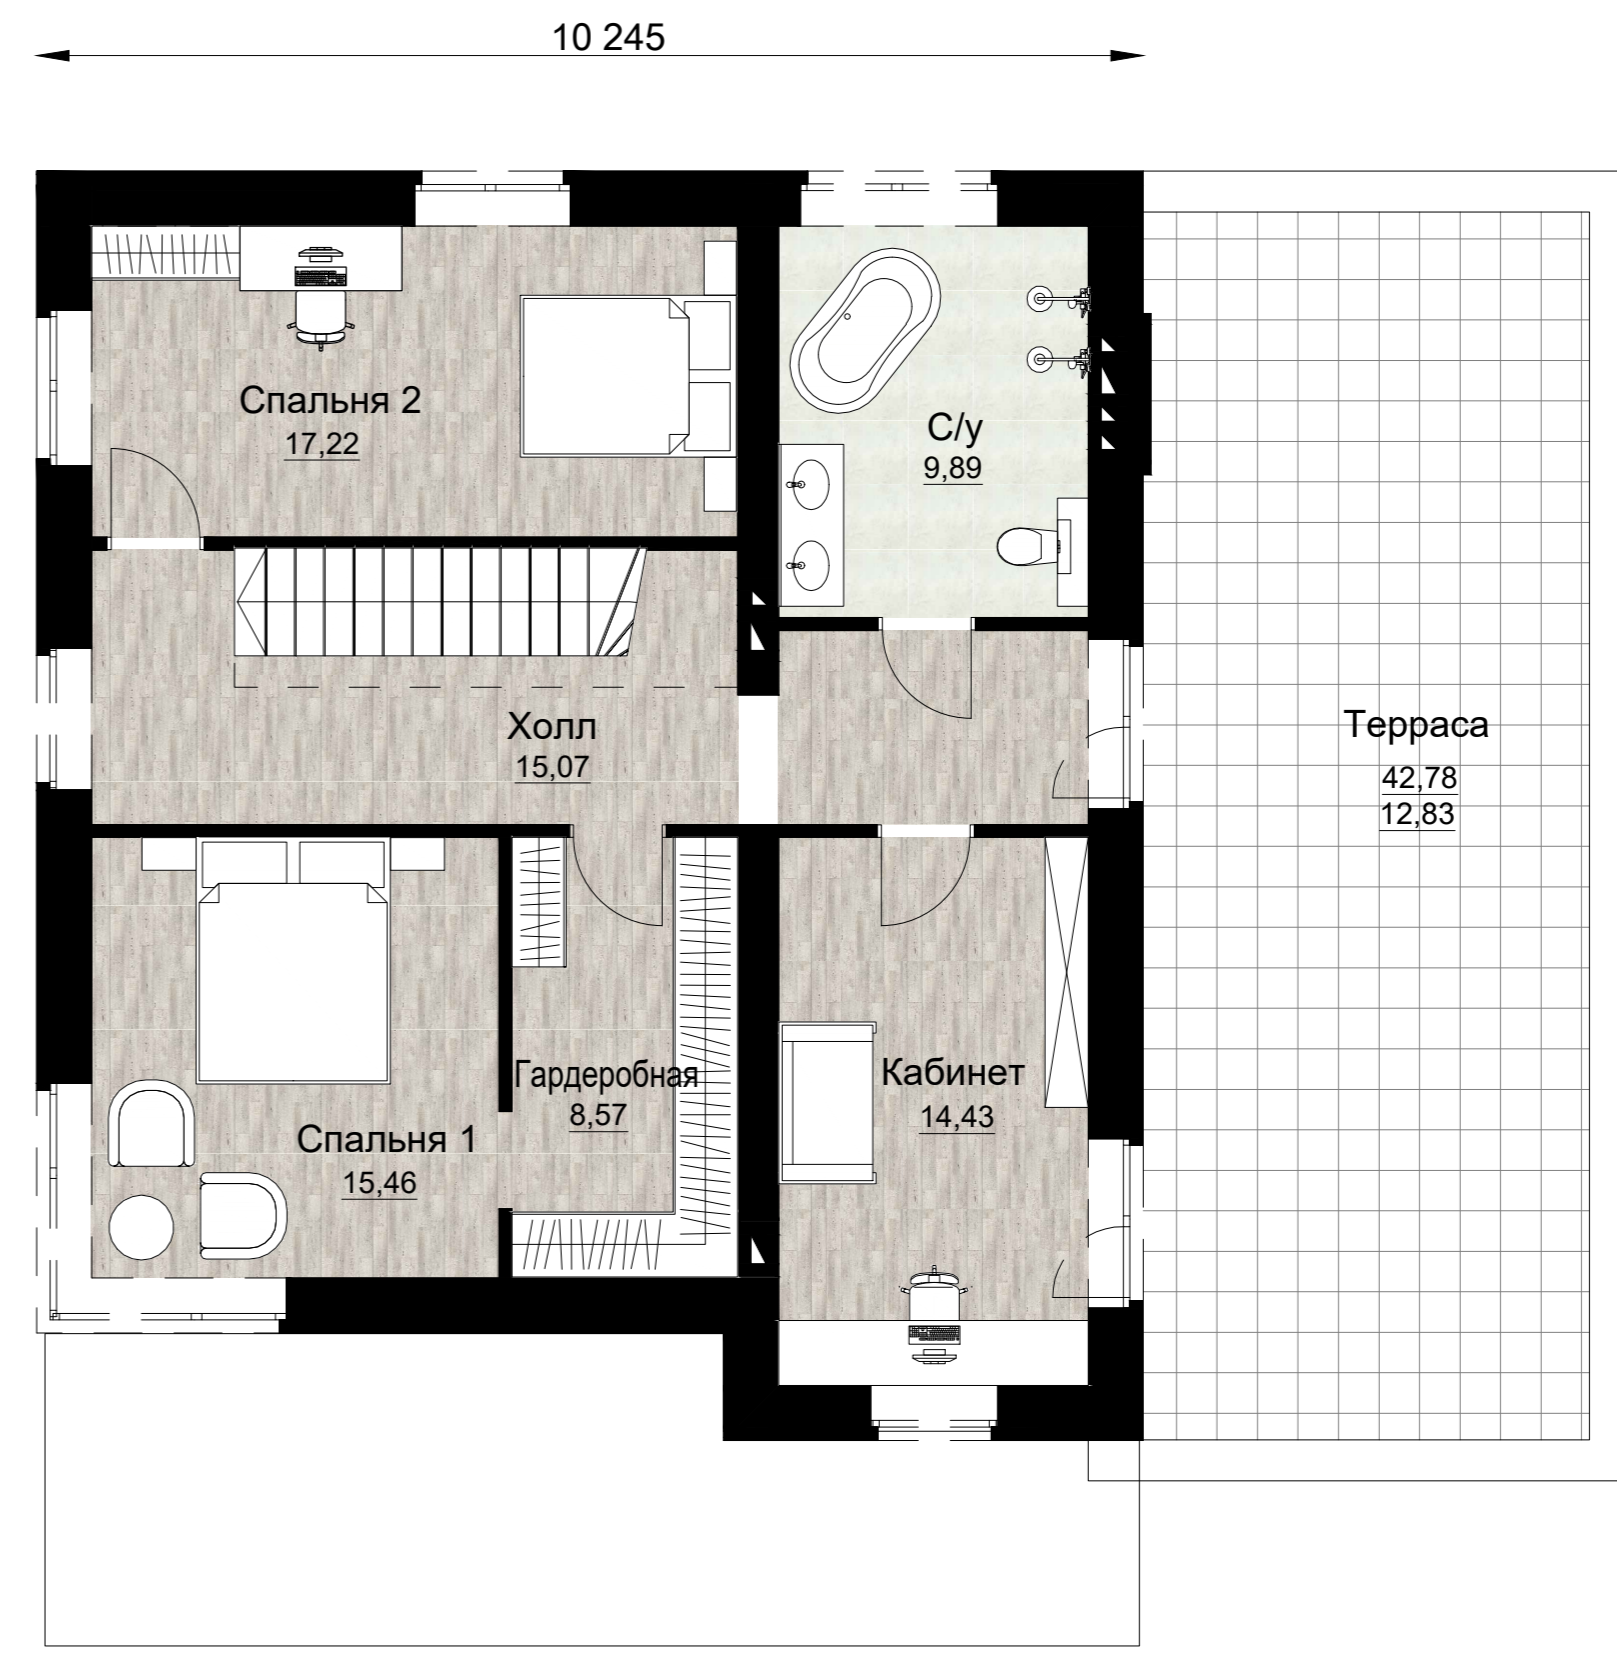 10 245
Спальня 2
17,22
С/у
9,89
Холл
15,07
Терраса
42,78
12,83
Гардеробная
8,57
Кабинет
14,43
Спальня 1
15,46